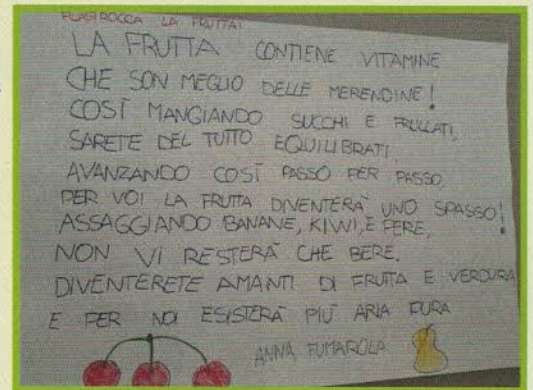 FILASTROCCA LA FRUTTA!
LA FRUTTA CONTIENE VITAMINE
CHE SON MEGLIO DELLE MERENDINE!
COSÌ MANGIANDO SUCCHI E FRULLATI,
SARETE DEL TUTTO EQUILIBRATI.
AVANZANDO COSÌ PASSO PER PASSO,
PER VOI LA FRUTTA DIVENTERÀ UNO SPASSO!
ASSAGGIANDO BANANE, KIWI, E PERE,
NON VI RESTERÀ CHE BERE.
DIVENTERETE AMANTI DI FRUTTA E VERDURA
E PER NOI ESISTERÀ PIÙ ARIA PURA
ANNA FUMAROLA